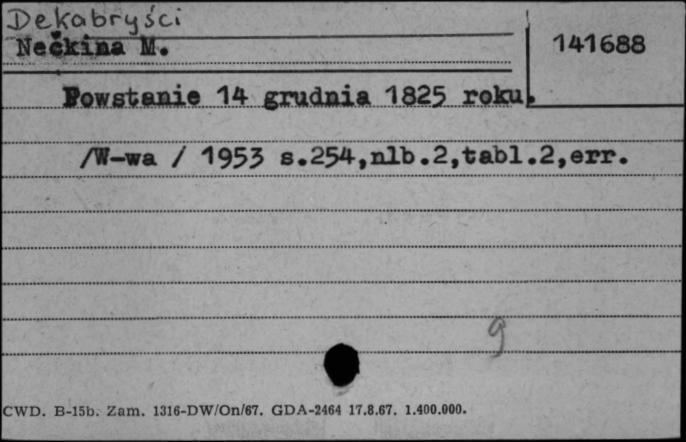 Dekabryści
Nečkina M.
141688
Powstanie 14 grudnia 1825 roku.
/W-wa / 1953 s.254,nlb.2,tabl.2,err.
g
CWD. B-15b. Zam. 1316-DW/On/67. GDA-2464 17.8.67. 1.400.000.